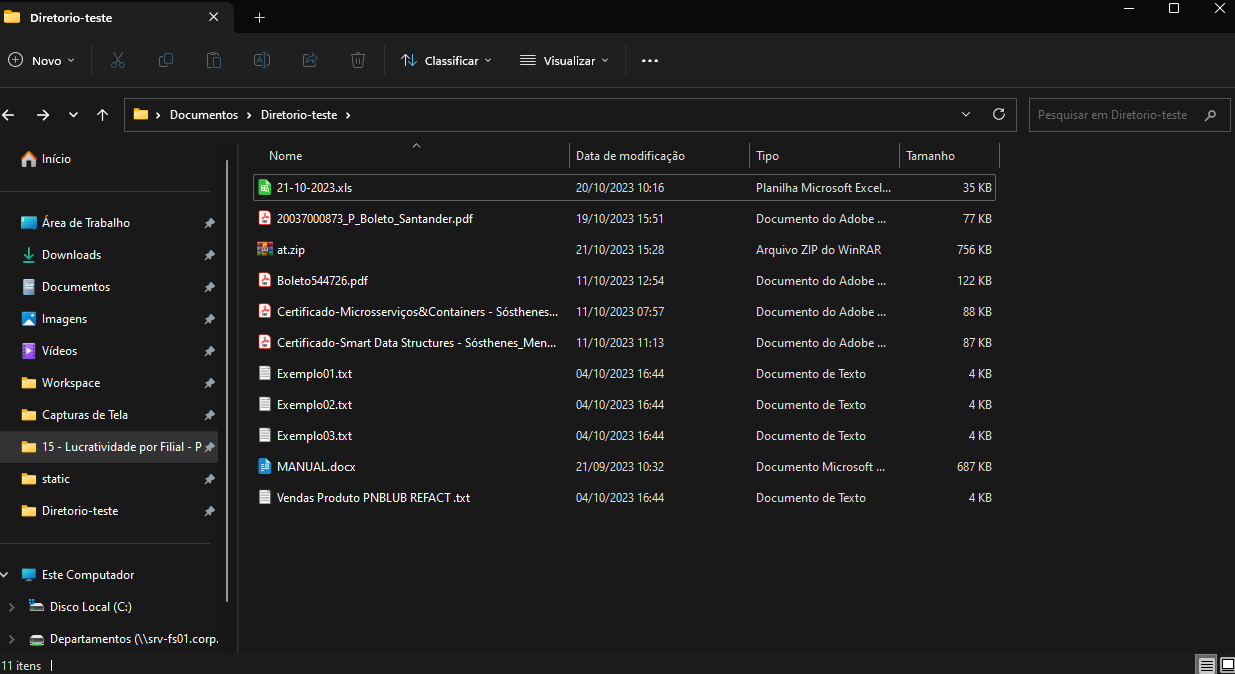 Diretorio-teste
Novo
Classificar
Visualizar
Documentos
Diretorio-teste
Pesquisar em Diretorio-teste
Início
Área de Trabalho
Downloads
Documentos
Imagens
Vídeos
Workspace
Capturas de Tela
15 - Lucratividade por Filial - P
static
Diretorio-teste
Este Computador
Disco Local (C:)
Departamentos (\\srv-fs01.corp.
Nome Data de modificação Tipo Tamanho
21-10-2023.xls 20/10/2023 10:16 Planilha Microsoft Excel... 35 KB
20037000873_P_Boleto_Santander.pdf 19/10/2023 15:51 Documento do Adobe ... 77 KB
at.zip 21/10/2023 15:28 Arquivo ZIP do WinRAR 756 KB
Boleto544726.pdf 11/10/2023 12:54 Documento do Adobe ... 122 KB
Certificado-Microsserviços&Containers - Sósthenes... 11/10/2023 07:57 Documento do Adobe ... 88 KB
Certificado-Smart Data Structures - Sósthenes_Men... 11/10/2023 11:13 Documento do Adobe ... 87 KB
Exemplo01.txt 04/10/2023 16:44 Documento de Texto 4 KB
Exemplo02.txt 04/10/2023 16:44 Documento de Texto 4 KB
Exemplo03.txt 04/10/2023 16:44 Documento de Texto 4 KB
MANUAL.docx 21/09/2023 10:32 Documento Microsoft ... 687 KB
Vendas Produto PNBLUB REFACT .txt 04/10/2023 16:44 Documento de Texto 4 KB
11 itens